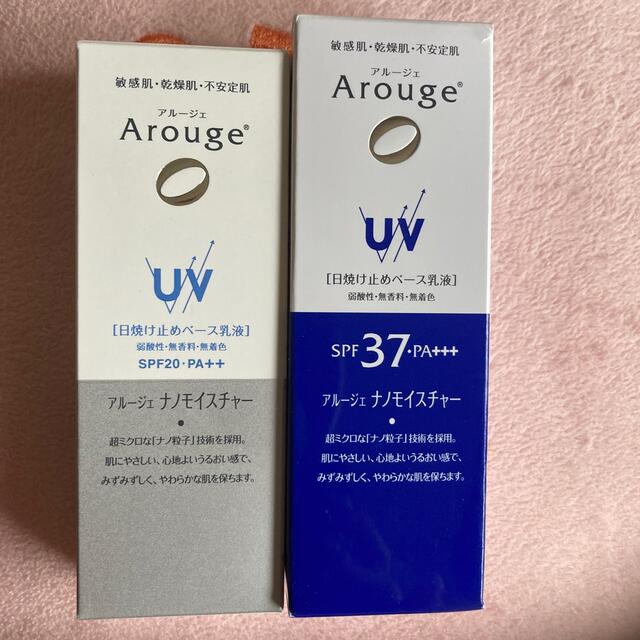 敏感肌・乾燥肌・不安定肌
アルージェ
Arouge®
UV
［日焼け止めベース乳液］
弱酸性・無香料・無着色
SPF20・PA++
アルージェ ナノモイスチャー
超ミクロな「ナノ粒子」技術を採用。
肌にやさしい、心地よいうるおい感で、
みずみずしく、やわらかな肌を保ちます。
敏感肌・乾燥肌・不安定肌
アルージェ
Arouge®
UV
［日焼け止めベース乳液］
弱酸性・無香料・無着色
SPF 37・PA+++
アルージェ ナノモイスチャー
超ミクロな「ナノ粒子」技術を採用。
肌にやさしい、心地よいうるおい感で、
みずみずしく、やわらかな肌を保ちます。